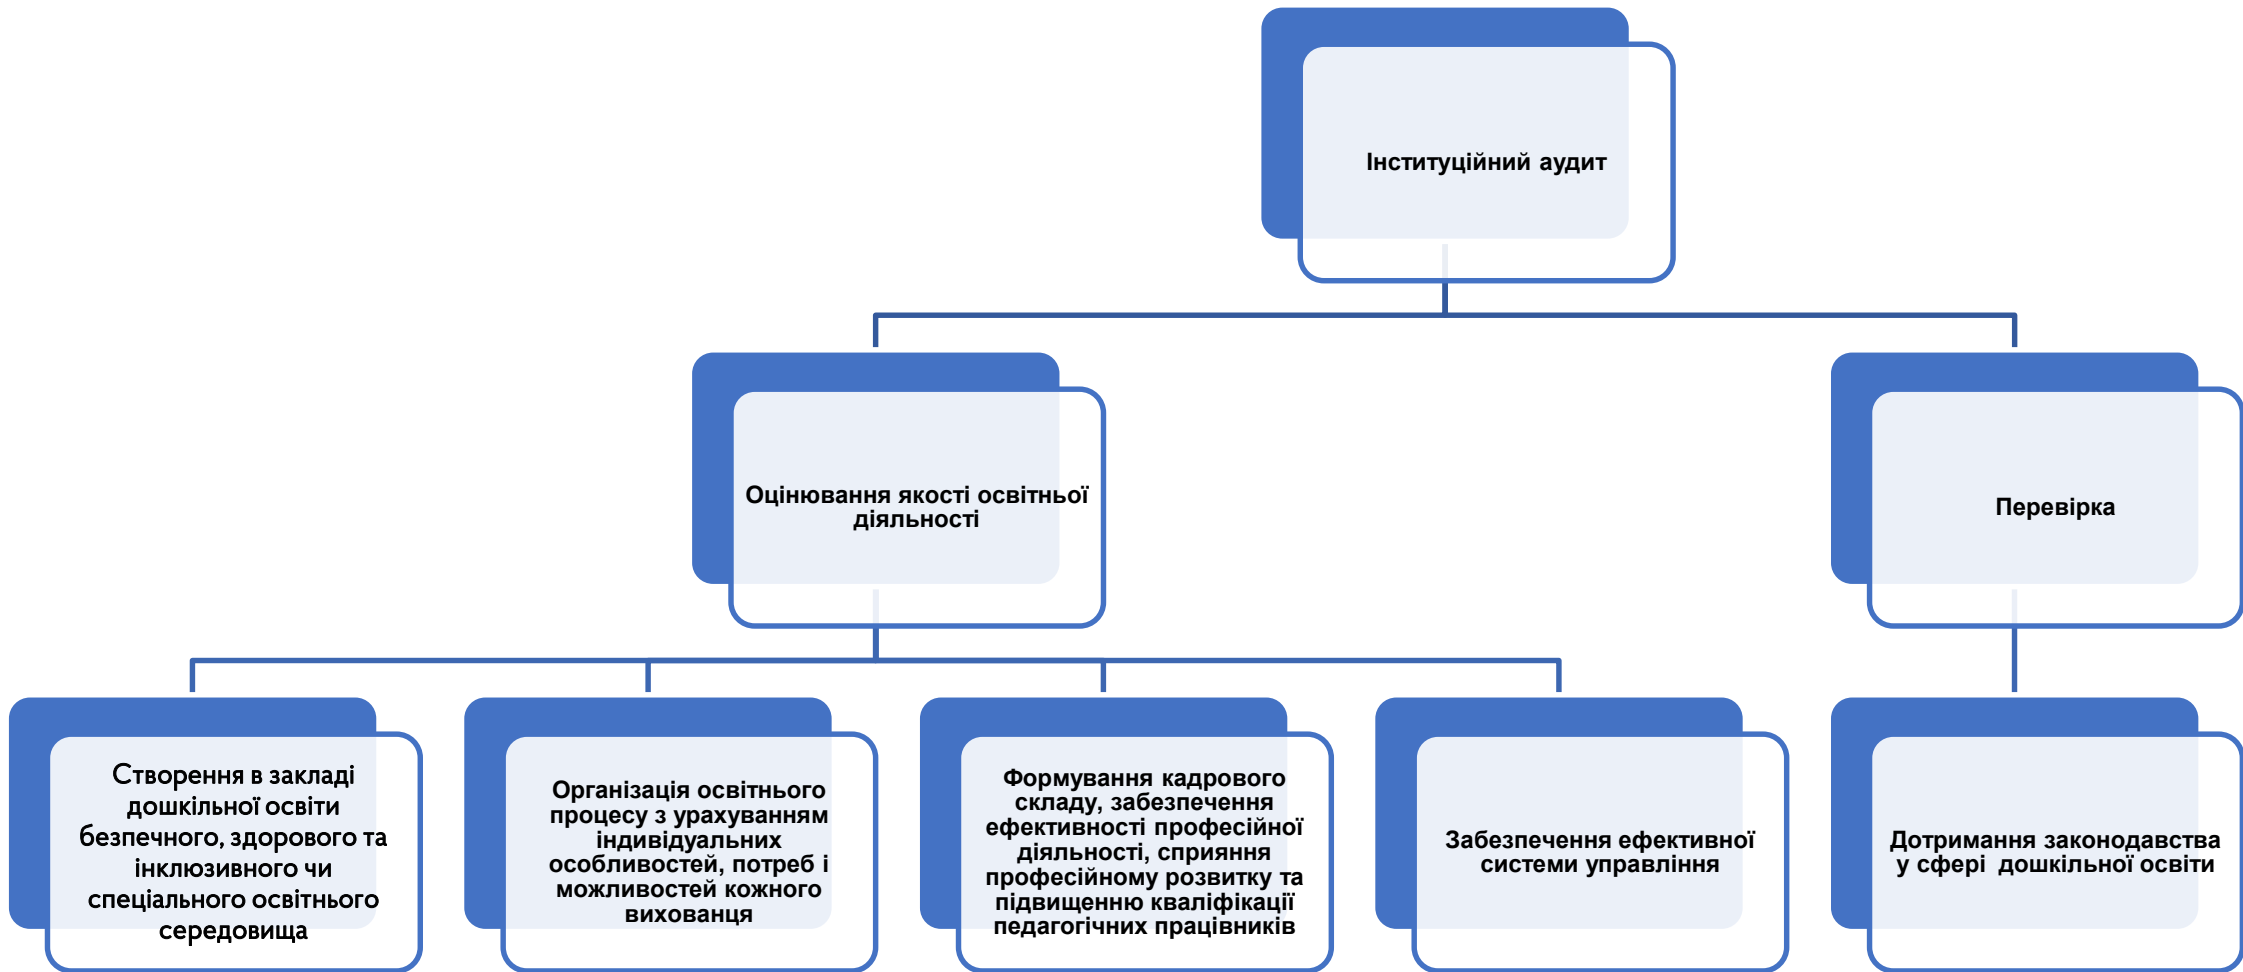 Інституційний аудит
Оцінювання якості освітньої
діяльності
Перевірка
Створення в закладі
дошкільної освіти
безпечного, здорового та
інклюзивного чи
спеціального освітнього
середовища
Організація освітнього
процесу з урахуванням
індивідуальних
особливостей, потреб і
можливостей кожного
вихованця
Формування кадрового
складу, забезпечення
ефективності професійної
діяльності, сприяння
професійному розвитку та
підвищенню кваліфікації
педагогічних працівників
Забезпечення ефективної
системи управління
Дотримання законодавства
у сфері  дошкільної освіти